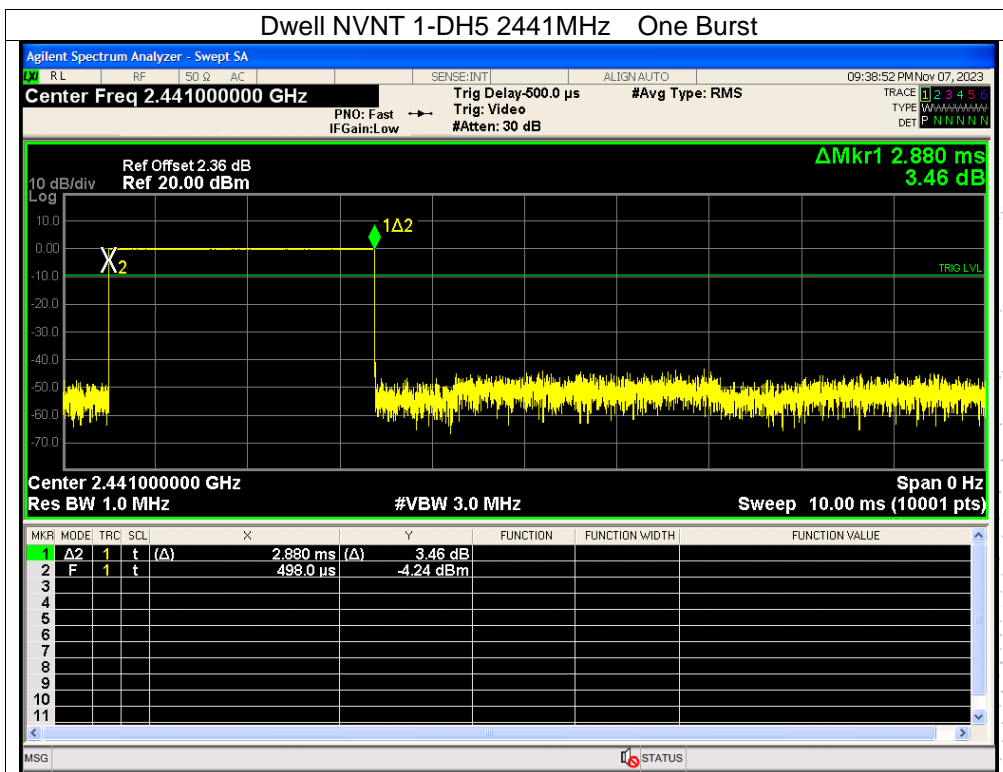 Dwell NVNT 1-DH5 2441MHz One Burst
Agilent Spectrum Analyzer - Swept SA
LXI RL RF 50 Ω AC SENSE:INT ALIGN AUTO 09:38:52 PM Nov 07, 2023
Center Freq 2.441000000 GHz Trig Delay-500.0 µs #Avg Type: RMS TRACE 1 2 3 4 5 6
PNO: Fast Trig: Video TYPE WWWWWWWW
IFGain:Low #Atten: 30 dB DET P N N N N N
ΔMkr1 2.880 ms
3.46 dB
Ref Offset 2.36 dB
10 dB/div Ref 20.00 dBm
Log
10.0
0.00
-10.0
-20.0
-30.0
-40.0
-50.0
-60.0
-70.0
1Δ2
X2
TRIG LVL
Center 2.441000000 GHz Span 0 Hz
Res BW 1.0 MHz #VBW 3.0 MHz Sweep 10.00 ms (10001 pts)
MKR MODE TRC SCL X Y FUNCTION FUNCTION WIDTH FUNCTION VALUE
1 Δ2 1 t (Δ) 2.880 ms (Δ) 3.46 dB
2 F 1 t 498.0 µs -4.24 dBm
3
4
5
6
7
8
9
10
11
MSG STATUS